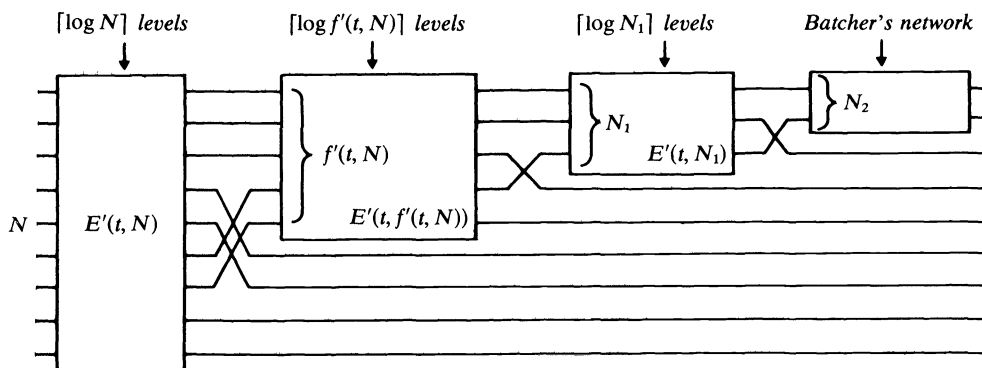 ⌈log N⌉ levels
⌈log f'(t, N)⌉ levels
⌈log N₁⌉ levels
Batcher's network
N₂
N₁
f'(t, N)
E'(t, N₁)
E'(t, f'(t, N))
N
E'(t, N)